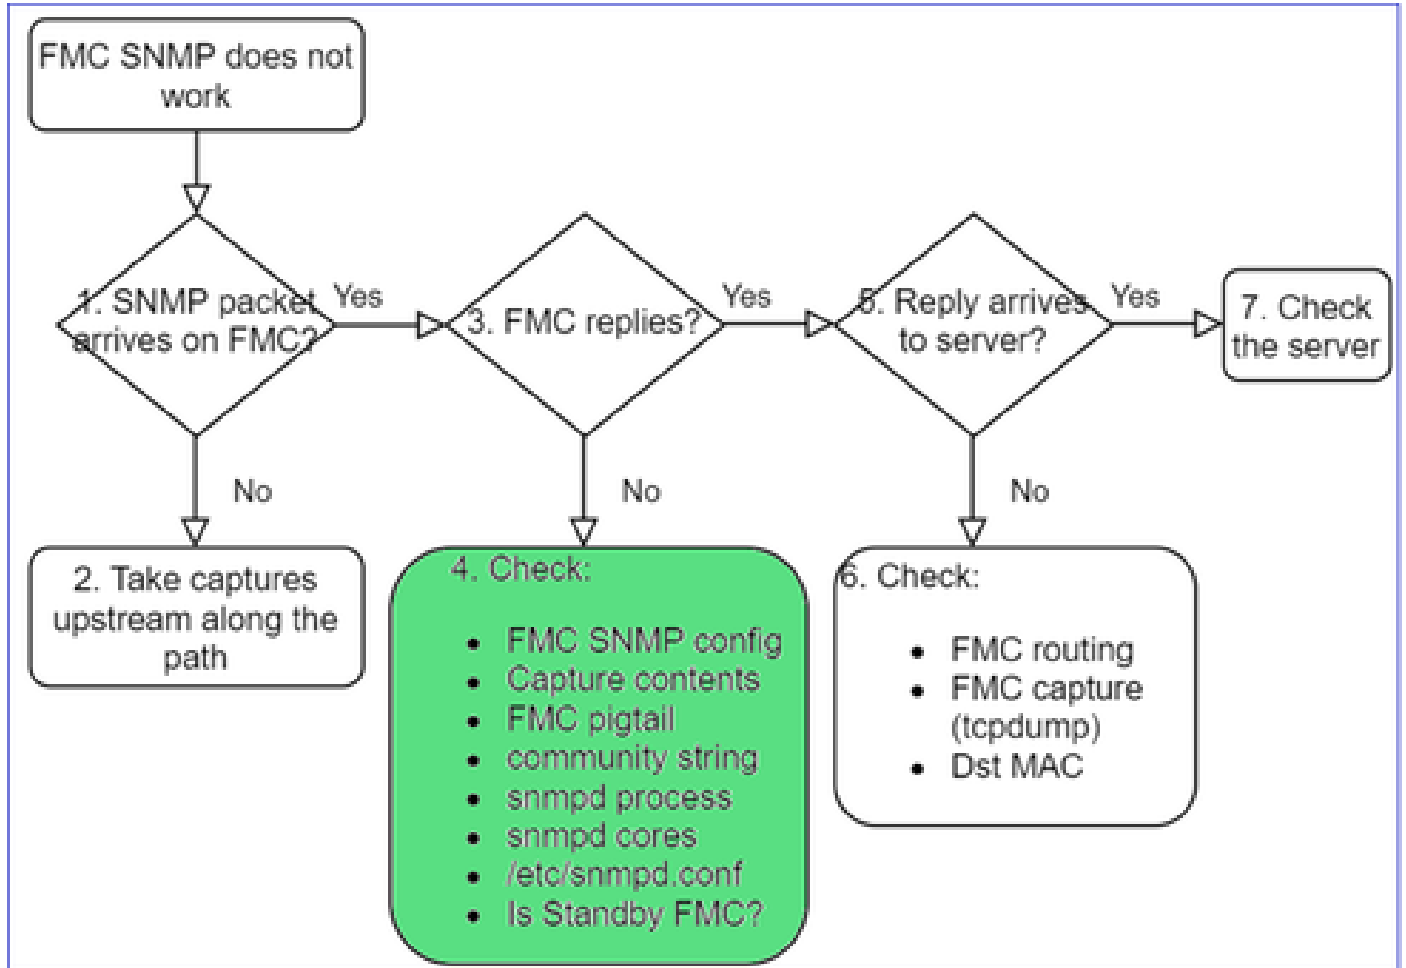 FMC SNMP does not
work
1. SNMP packet
arrives on FMC?
Yes
3. FMC replies?
Yes
5. Reply arrives
to server?
Yes
7. Check
the server
No
No
No
2. Take captures
upstream along the
path
4. Check:
• FMC SNMP config
• Capture contents
• FMC pigtail
• community string
• snmpd process
• snmpd cores
• /etc/snmpd.conf
• Is Standby FMC?
6. Check:
• FMC routing
• FMC capture
(tcpdump)
• Dst MAC